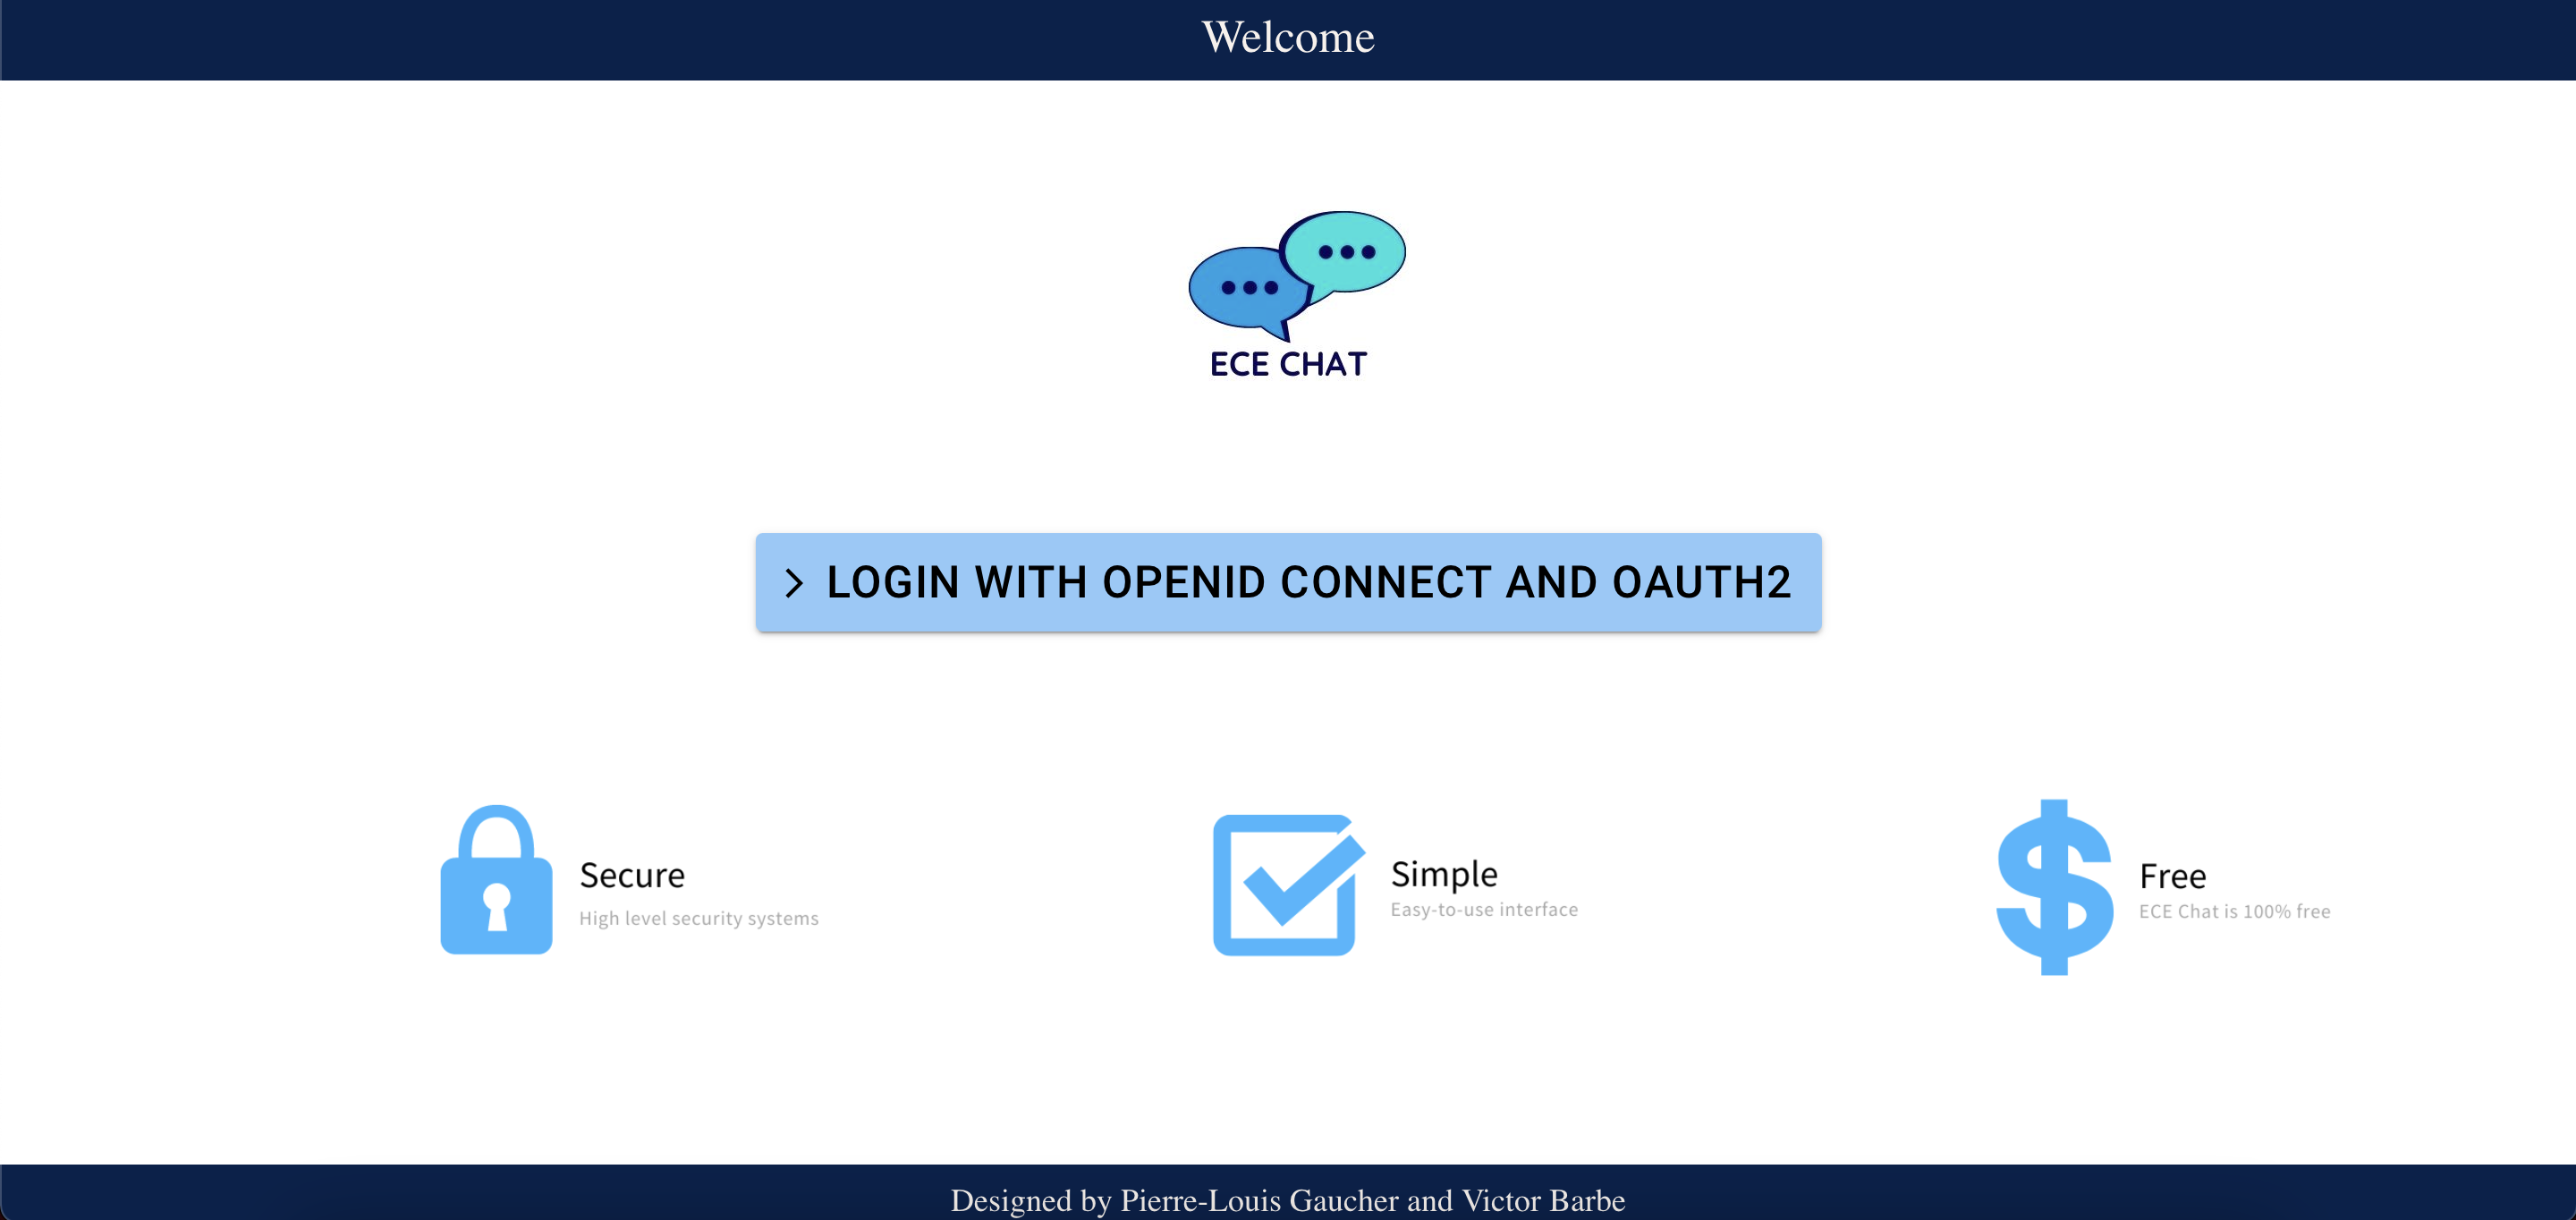 Welcome
ECE CHAT
LOGIN WITH OPENID CONNECT AND OAUTH2
Secure
High level security systems
Simple
Easy-to-use interface
Free
ECE Chat is 100% free
Designed by Pierre-Louis Gaucher and Victor Barbe